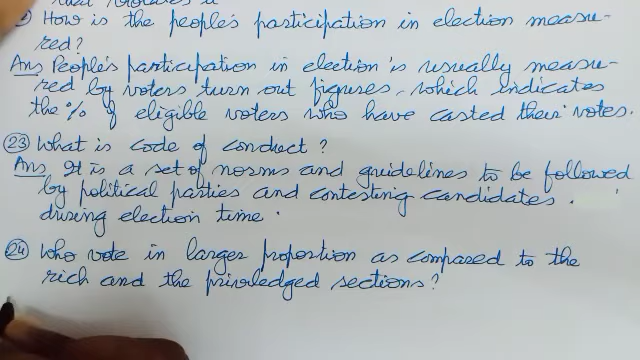 How is the people's participation in election measu-
red?
Ans People's participation in election is usually measu-
red by voters turn out figures, which indicates
the % of eligible voters who have casted their votes.
23 What is code of conduct?
Ans It is a set of norms and guidelines to be followed
by political parties and contesting candidates.
during election time.
24 Who vote in larger proportion as compared to the
rich and the priviledged sections?